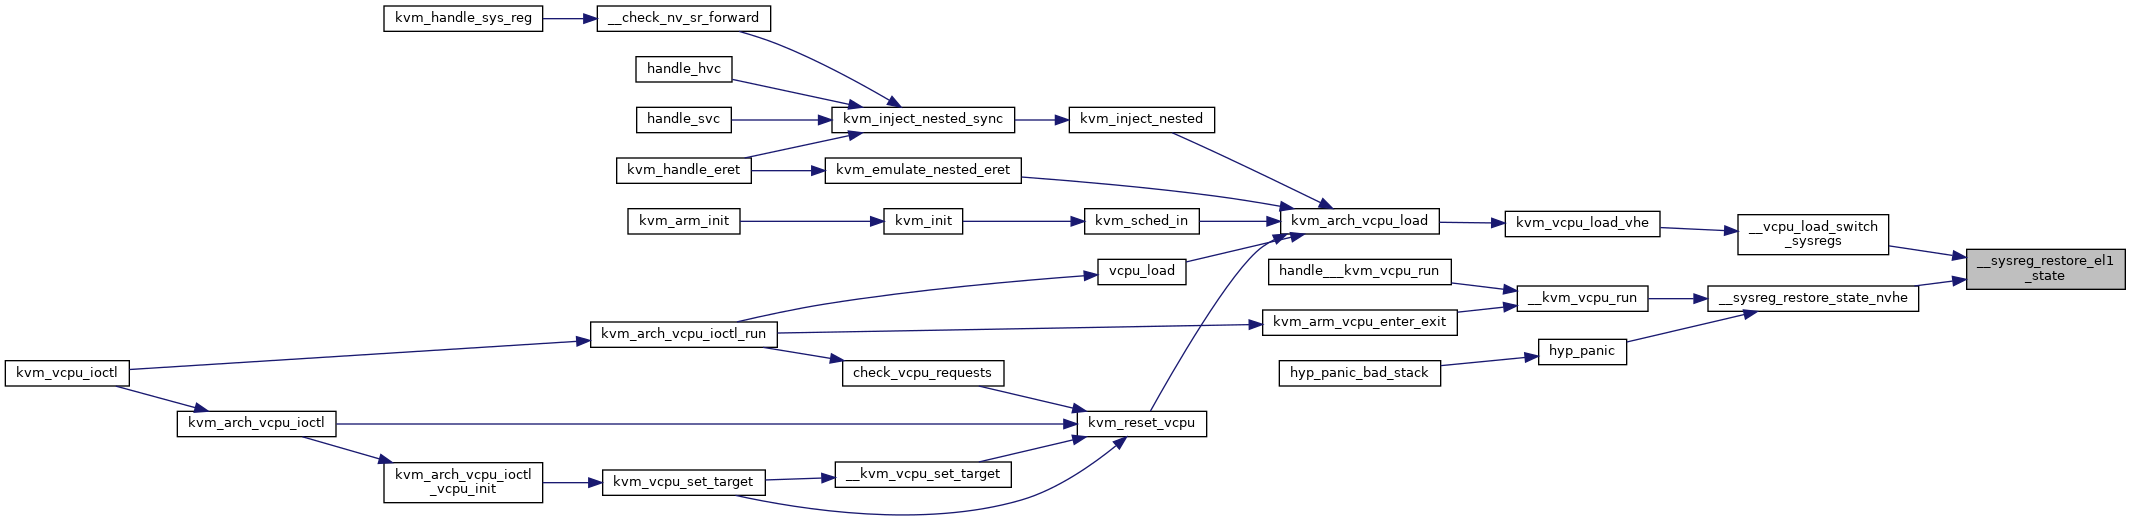 kvm_handle_sys_reg
__check_nv_sr_forward
handle_hvc
handle_svc
kvm_inject_nested_sync
kvm_inject_nested
kvm_handle_eret
kvm_emulate_nested_eret
kvm_arm_init
kvm_init
kvm_sched_in
kvm_arch_vcpu_load
kvm_vcpu_load_vhe
__vcpu_load_switch
_sysregs
__sysreg_restore_el1
_state
vcpu_load
handle___kvm_vcpu_run
__kvm_vcpu_run
__sysreg_restore_state_nvhe
kvm_arch_vcpu_ioctl_run
kvm_arm_vcpu_enter_exit
hyp_panic
kvm_vcpu_ioctl
check_vcpu_requests
hyp_panic_bad_stack
kvm_arch_vcpu_ioctl
kvm_reset_vcpu
kvm_arch_vcpu_ioctl
_vcpu_init
kvm_vcpu_set_target
__kvm_vcpu_set_target